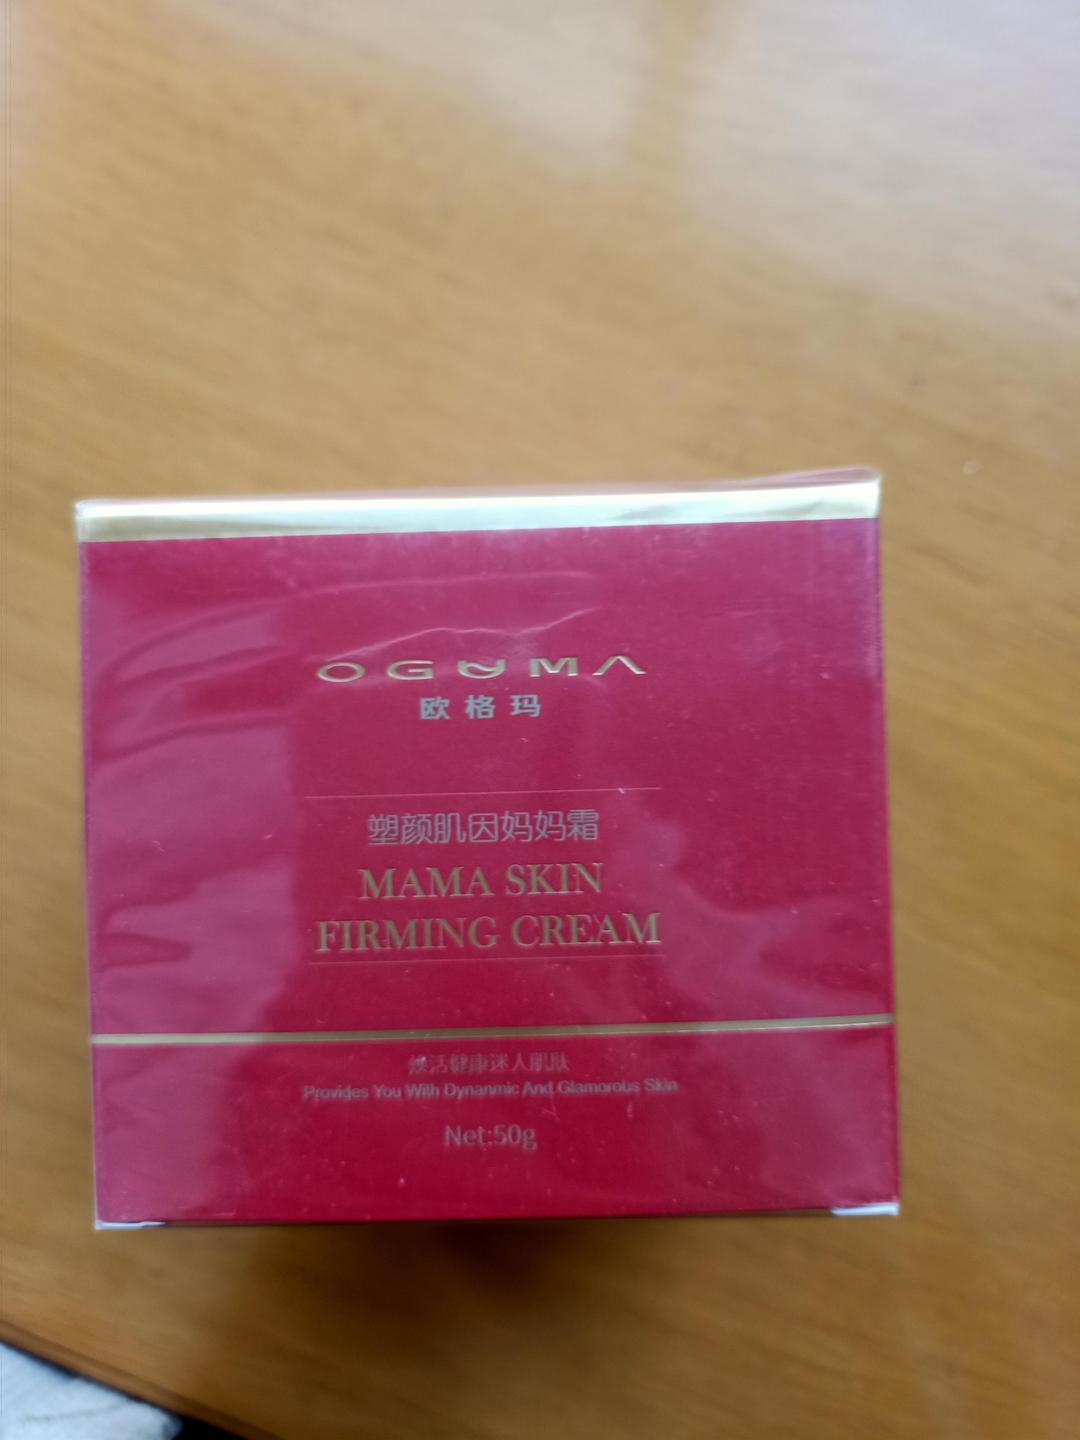 OGUMA
欧格玛
塑颜肌因妈妈霜
MAMA SKIN
FIRMING CREAM
焕活健康迷人肌肤
Provides You With Dynanmic And Glamorous Skin
Net:50g